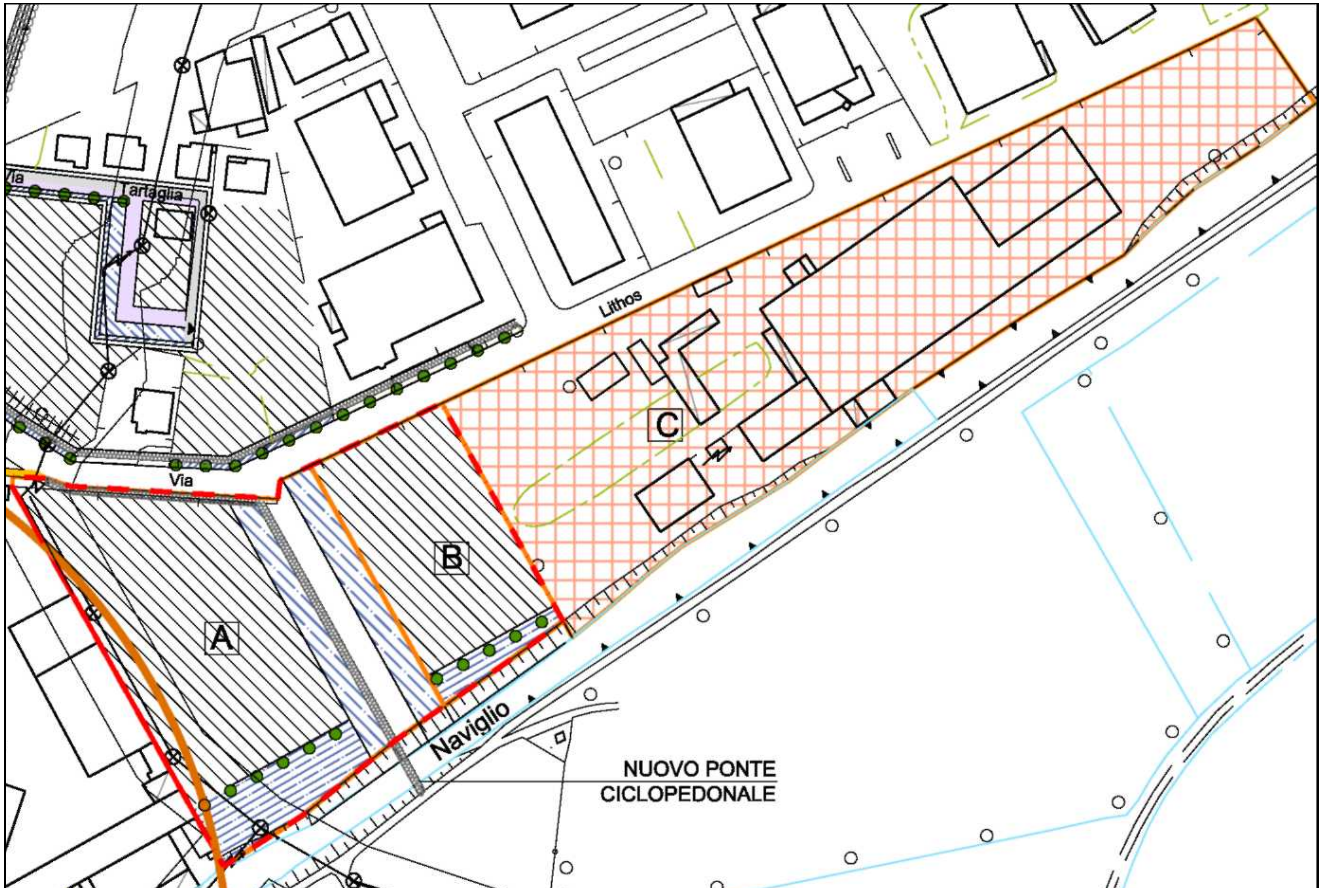 Via
Tartaglia
Lithos
C
Via
B
A
Naviglio
NUOVO PONTE
CICLOPEDONALE